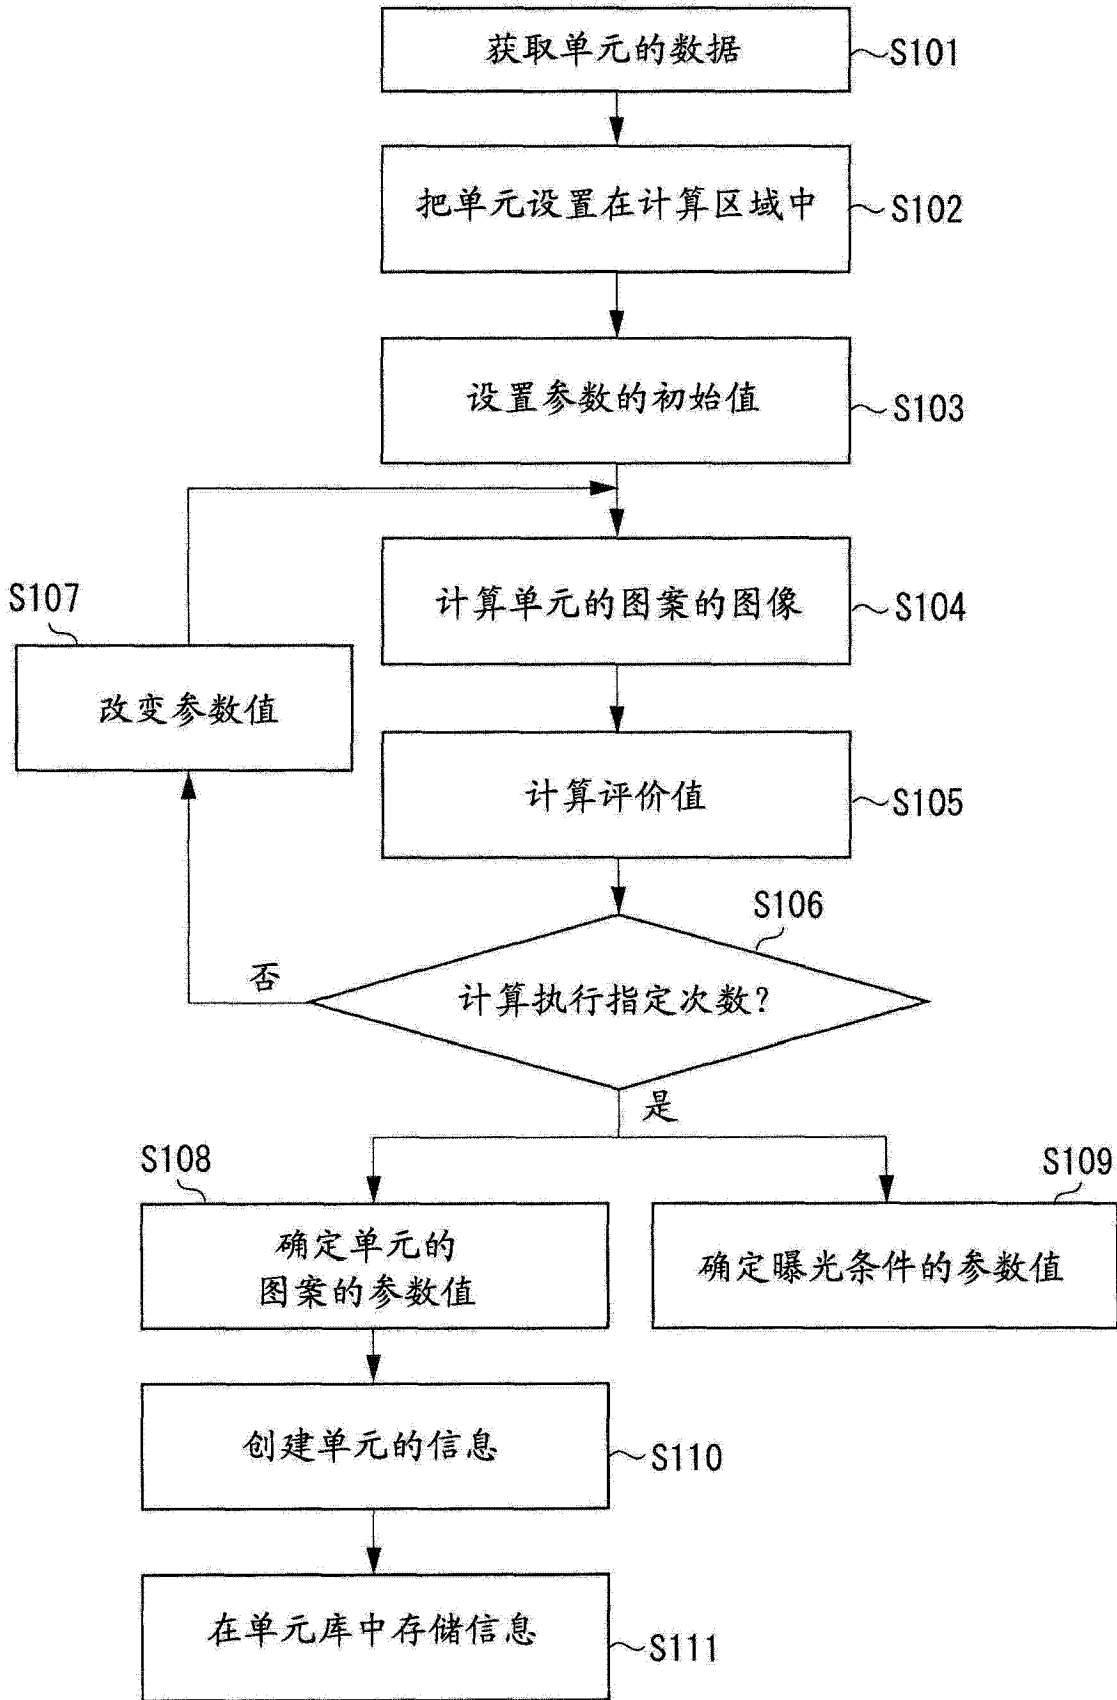 获取单元的数据
S101
把单元设置在计算区域中
S102
设置参数的初始值
S103
计算单元的图案的图像
S104
S107
改变参数值
计算评价值
S105
S106
否
计算执行指定次数?
是
S108
S109
确定单元的
图案的参数值
确定曝光条件的参数值
创建单元的信息
S110
在单元库中存储信息
S111